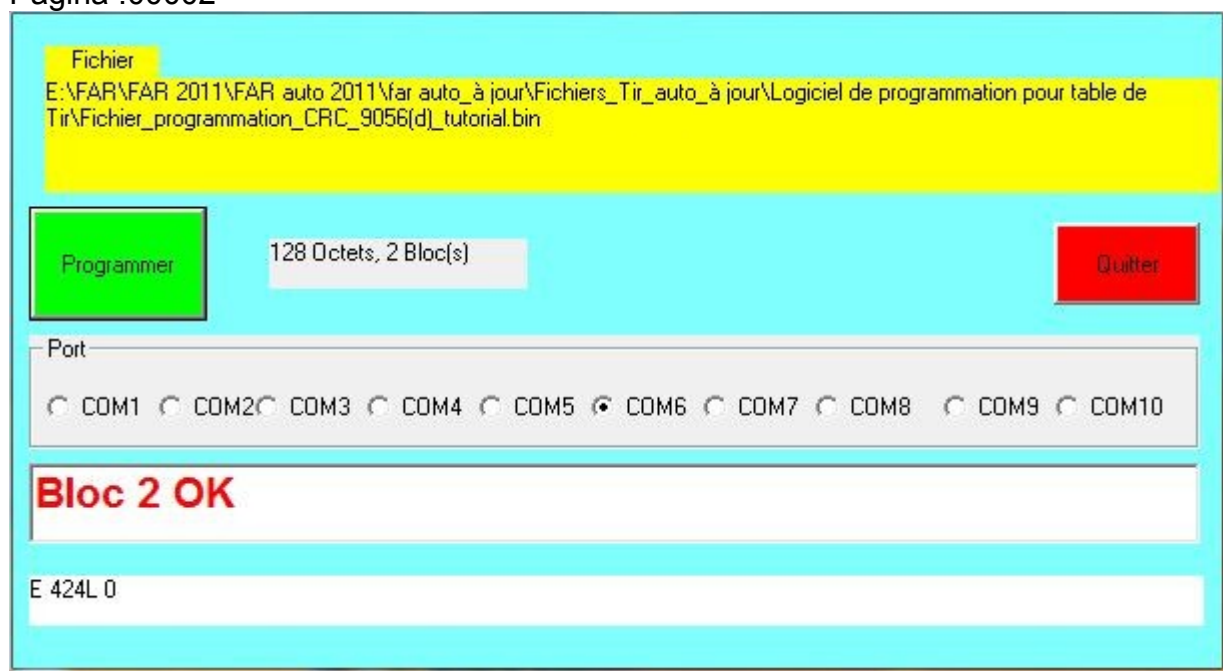 Pagina :00002
Fichier
E:\FAR\FAR 2011\FAR auto 2011\far auto_à jour\Fichiers_Tir_auto_à jour\Logiciel de programmation pour table de
Tir\Fichier_programmation_CRC_9056(d)_tutorial.bin
Programmer
128 Octets, 2 Bloc(s)
Quitter
Port
COM1 COM2 COM3 COM4 COM5 COM6 COM7 COM8 COM9 COM10
Bloc 2 OK
E 424L 0